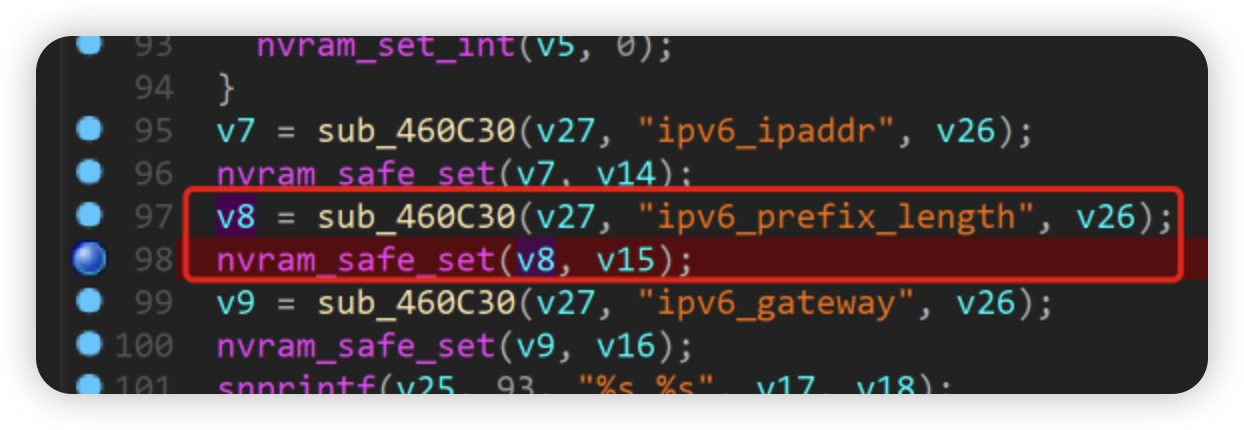 93 nvram_set_int(v5, 0);
94 }
95 v7 = sub_460C30(v27, "ipv6_ipaddr", v26);
96 nvram_safe_set(v7, v14);
97 v8 = sub_460C30(v27, "ipv6_prefix_length", v26);
98 nvram_safe_set(v8, v15);
99 v9 = sub_460C30(v27, "ipv6_gateway", v26);
100 nvram_safe_set(v9, v16);
101 snprintf(v25, 93, "%s %s", v17, v18);